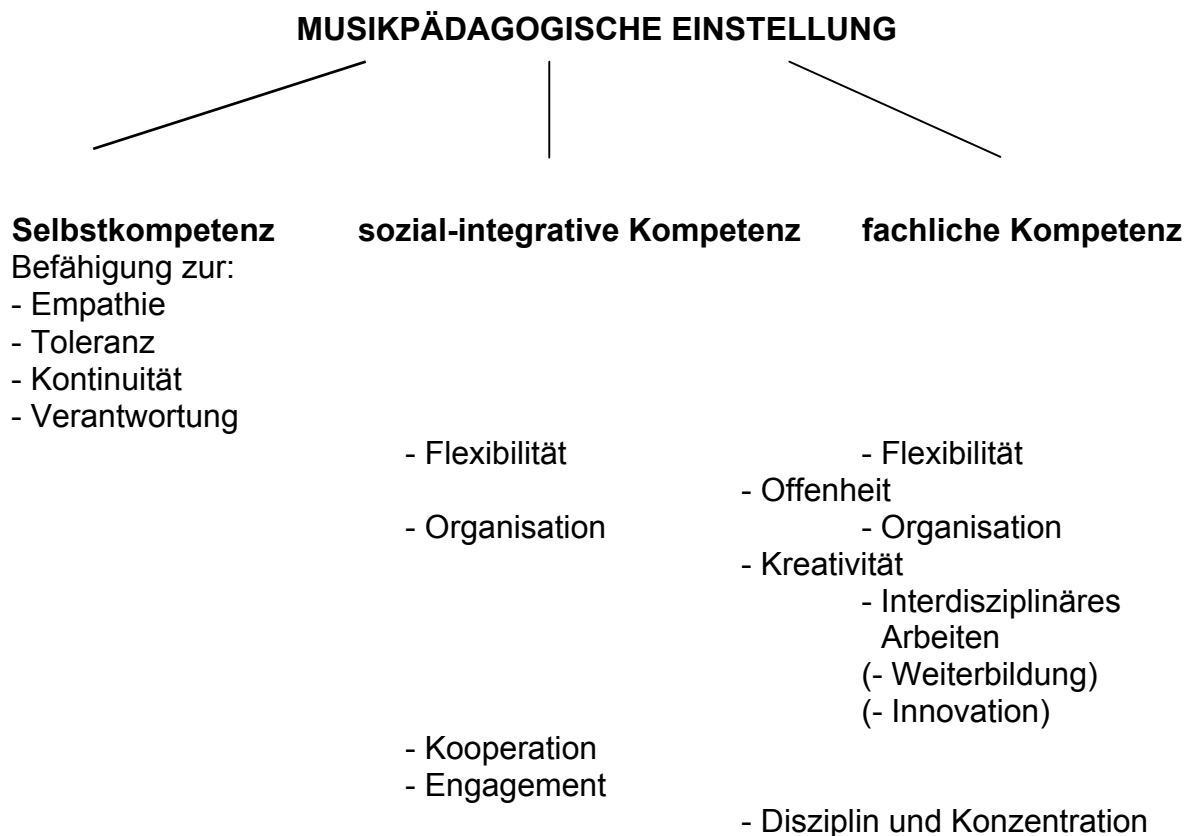 MUSIKPÄDAGOGISCHE EINSTELLUNG
Selbstkompetenz sozial-integrative Kompetenz fachliche Kompetenz
Befähigung zur:
- Empathie
- Toleranz
- Kontinuität
- Verantwortung
- Flexibilität - Flexibilität
- Offenheit
- Organisation - Organisation
- Kreativität
- Interdisziplinäres
Arbeiten
(- Weiterbildung)
(- Innovation)
- Kooperation
- Engagement
- Disziplin und Konzentration